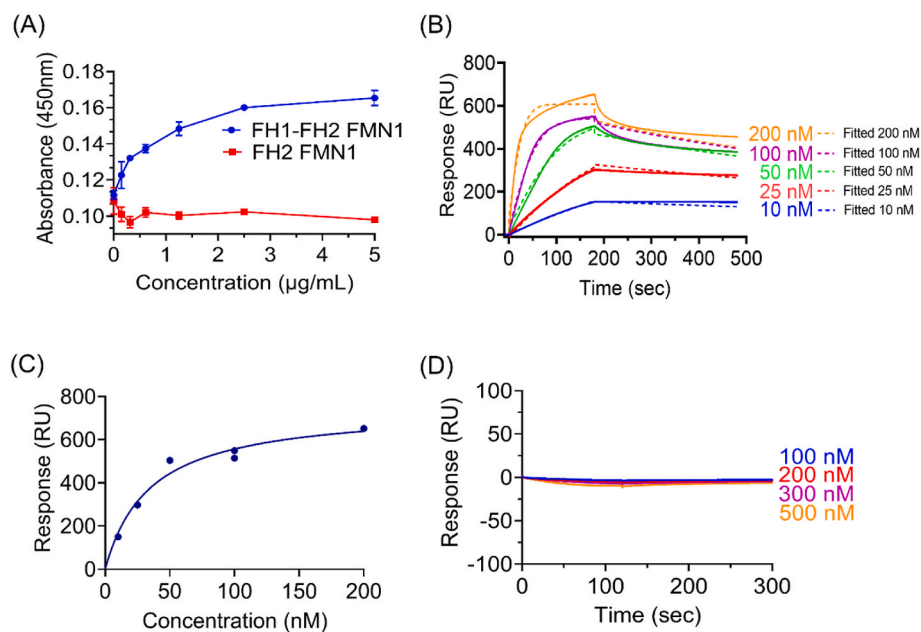 (A)
Absorbance (450nm)
0.18
0.16
0.14
0.12
0.10
0 1 2 3 4 5
Concentration (µg/mL)
FH1-FH2 FMN1
FH2 FMN1
(B)
Response (RU)
800
600
400
200
0
0 100 200 300 400 500
Time (sec)
200 nM Fitted 200 nM
100 nM Fitted 100 nM
50 nM Fitted 50 nM
25 nM Fitted 25 nM
10 nM Fitted 10 nM
(C)
Response (RU)
800
600
400
200
0
0 50 100 150 200
Concentration (nM)
(D)
Response (RU)
100
50
0
-50
-100
0 100 200 300
Time (sec)
100 nM
200 nM
300 nM
500 nM